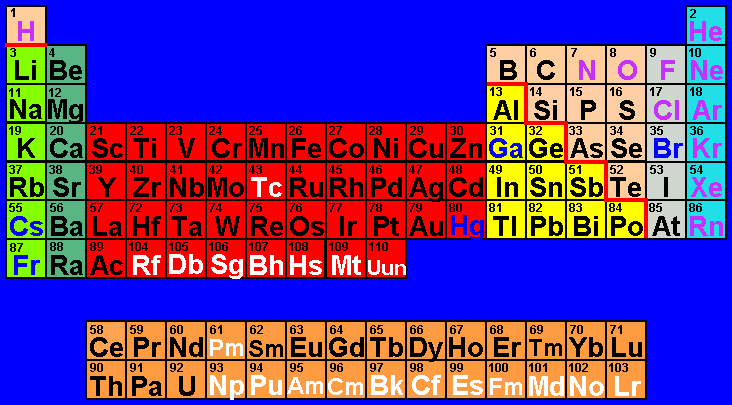 1 2
H He
3 4 5 6 7 8 9 10
Li Be B C N O F Ne
11 12 13 14 15 16 17 18
Na Mg Al Si P S Cl Ar
19 20 21 22 23 24 25 26 27 28 29 30 31 32 33 34 35 36
K Ca Sc Ti V Cr Mn Fe Co Ni Cu Zn Ga Ge As Se Br Kr
37 38 39 40 41 42 43 44 45 46 47 48 49 50 51 52 53 54
Rb Sr Y Zr Nb Mo Tc Ru Rh Pd Ag Cd In Sn Sb Te I Xe
55 56 57 72 73 74 75 76 77 78 79 80 81 82 83 84 85 86
Cs Ba La Hf Ta W Re Os Ir Pt Au Hg Tl Pb Bi Po At Rn
87 88 89 104 105 106 107 108 109 110
Fr Ra Ac Rf Db Sg Bh Hs Mt Uun
58 59 60 61 62 63 64 65 66 67 68 69 70 71
Ce Pr Nd Pm Sm Eu Gd Tb Dy Ho Er Tm Yb Lu
90 91 92 93 94 95 96 97 98 99 100 101 102 103
Th Pa U Np Pu Am Cm Bk Cf Es Fm Md No Lr